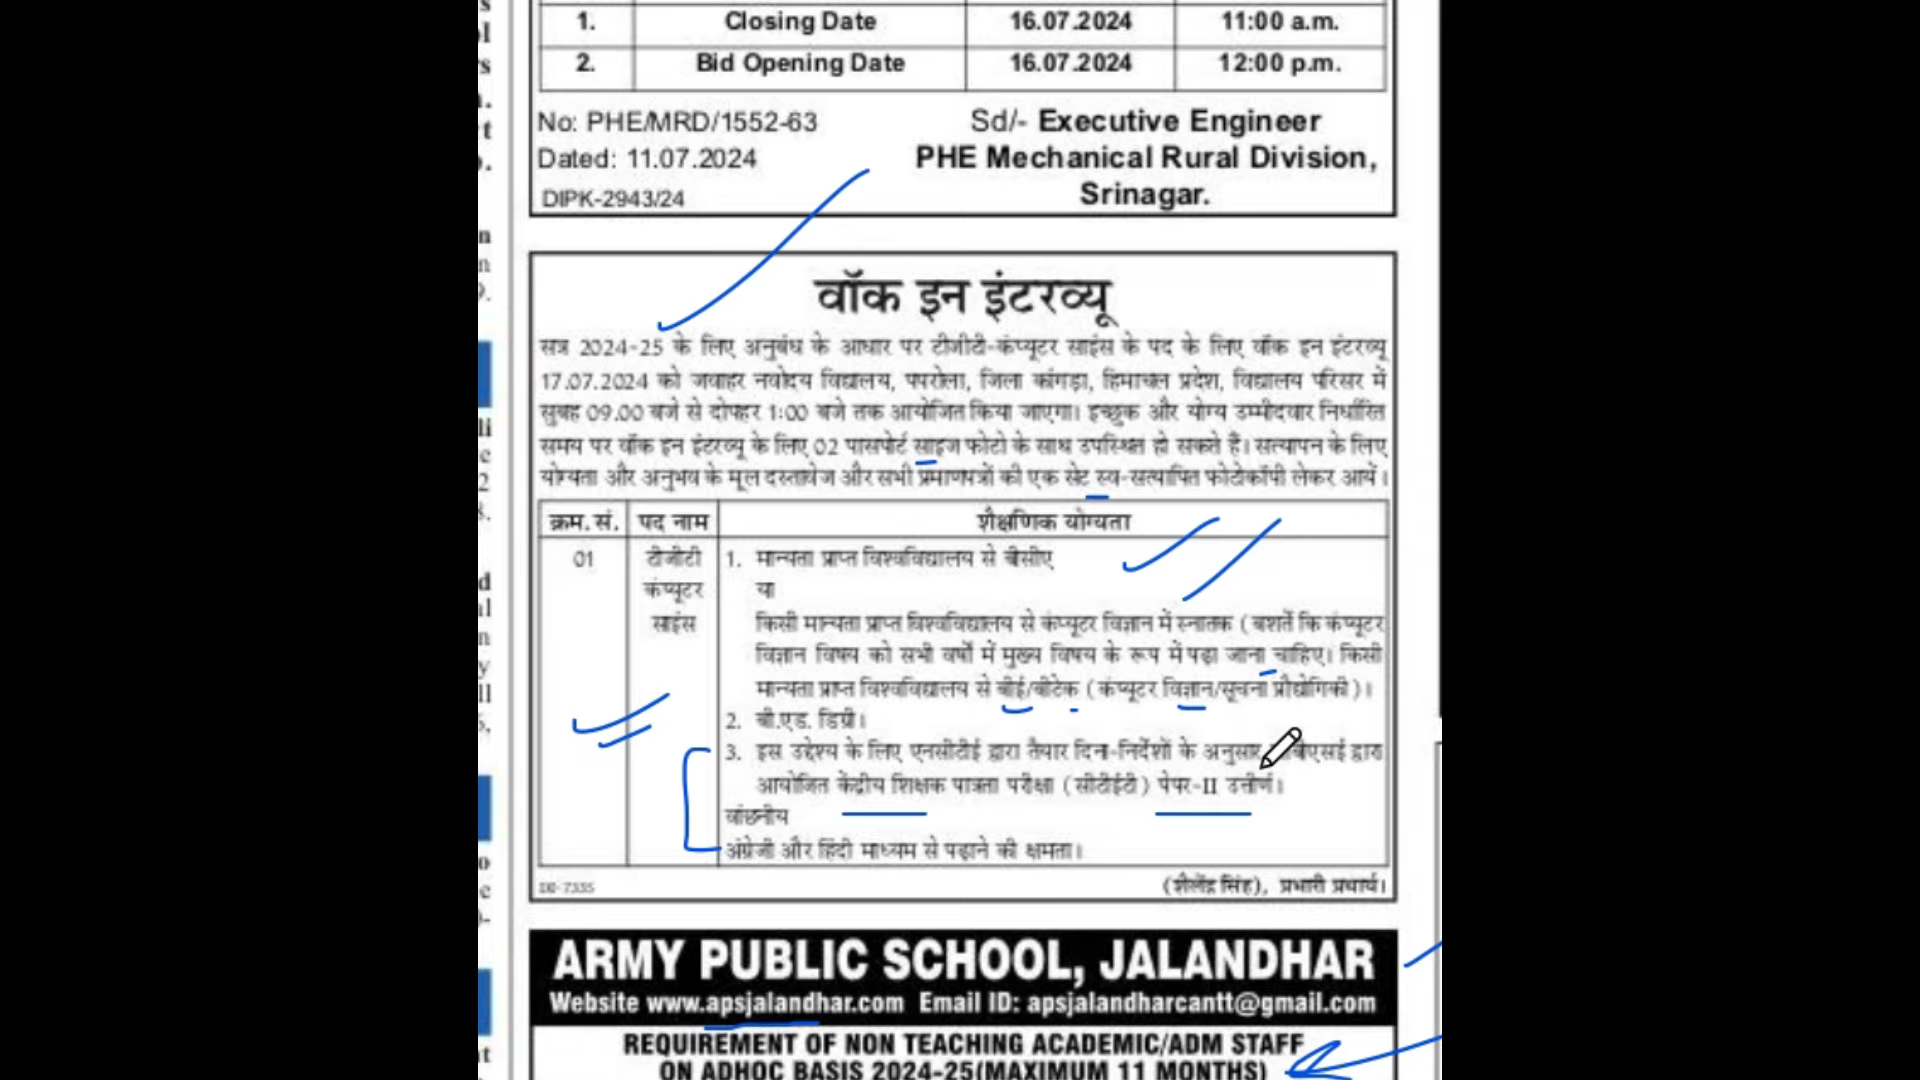 1. Closing Date 16.07.2024 11:00 a.m.
2. Bid Opening Date 16.07.2024 12:00 p.m.
No: PHE/MRD/1552-63
Dated: 11.07.2024
DIPK-2943/24
Sd/- Executive Engineer
PHE Mechanical Rural Division,
Srinagar.
वॉक इन इंटरव्यू
सत्र 2024-25 के लिए अनुबंध के आधार पर टीजीटी-कंप्यूटर साइंस के पद के लिए वॉक इन इंटरव्यू
17.07.2024 को जवाहर नवोदय विद्यालय, पपरोला, जिला कांगड़ा, हिमाचल प्रदेश, विद्यालय परिसर में
सुबह 09.00 बजे से दोपहर 1:00 बजे तक आयोजित किया जाएगा। इच्छुक और योग्य उम्मीदवार निर्धारित
समय पर वॉक इन इंटरव्यू के लिए 02 पासपोर्ट साइज फोटो के साथ उपस्थित हो सकते हैं। सत्यापन के लिए
योग्यता और अनुभव के मूल दस्तावेज और सभी प्रमाणपत्रों की एक सेट स्व-सत्यापित फोटोकॉपी लेकर आयें।
क्रम.सं. पद नाम शैक्षणिक योग्यता
01 टीजीटी 1. मान्यता प्राप्त विश्वविद्यालय से बीसीए
कंप्यूटर या
साइंस किसी मान्यता प्राप्त विश्वविद्यालय से कंप्यूटर विज्ञान में स्नातक (बशर्ते कि कंप्यूटर
विज्ञान विषय को सभी वर्षों में मुख्य विषय के रूप में पढ़ा जाना चाहिए। किसी
मान्यता प्राप्त विश्वविद्यालय से बीई/बीटेक (कंप्यूटर विज्ञान/सूचना प्रौद्योगिकी)।
2. बी.एड. डिग्री।
3. इस उद्देश्य के लिए एनसीटीई द्वारा तैयार दिशा-निर्देशों के अनुसार द्वारा
आयोजित केंद्रीय शिक्षक पात्रता परीक्षा (सीटीईटी) पेपर-II उत्तीर्ण।
वांछनीय
अंग्रेजी और हिंदी माध्यम से पढ़ाने की क्षमता।
DE-7335 (शैलेंद्र सिंह), प्रभारी प्रचार्य।
ARMY PUBLIC SCHOOL, JALANDHAR
Website www.apsjalandhar.com Email ID: apsjalandharcantt@gmail.com
REQUIREMENT OF NON TEACHING ACADEMIC/ADM STAFF
ON ADHOC BASIS 2024-25(MAXIMUM 11 MONTHS)